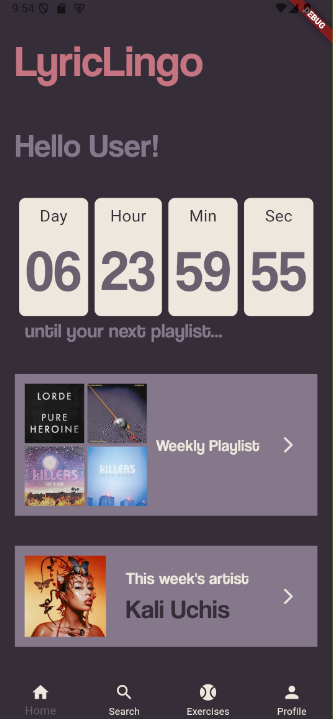 9:54
DEBUG
LyricLingo
Hello User!
Day Hour Min Sec
06 23 59 55
until your next playlist...
LORDE
PURE
HEROINE
KILLERS
KILLERS
Weekly Playlist
This week's artist
Kali Uchis
Home Search Exercises Profile